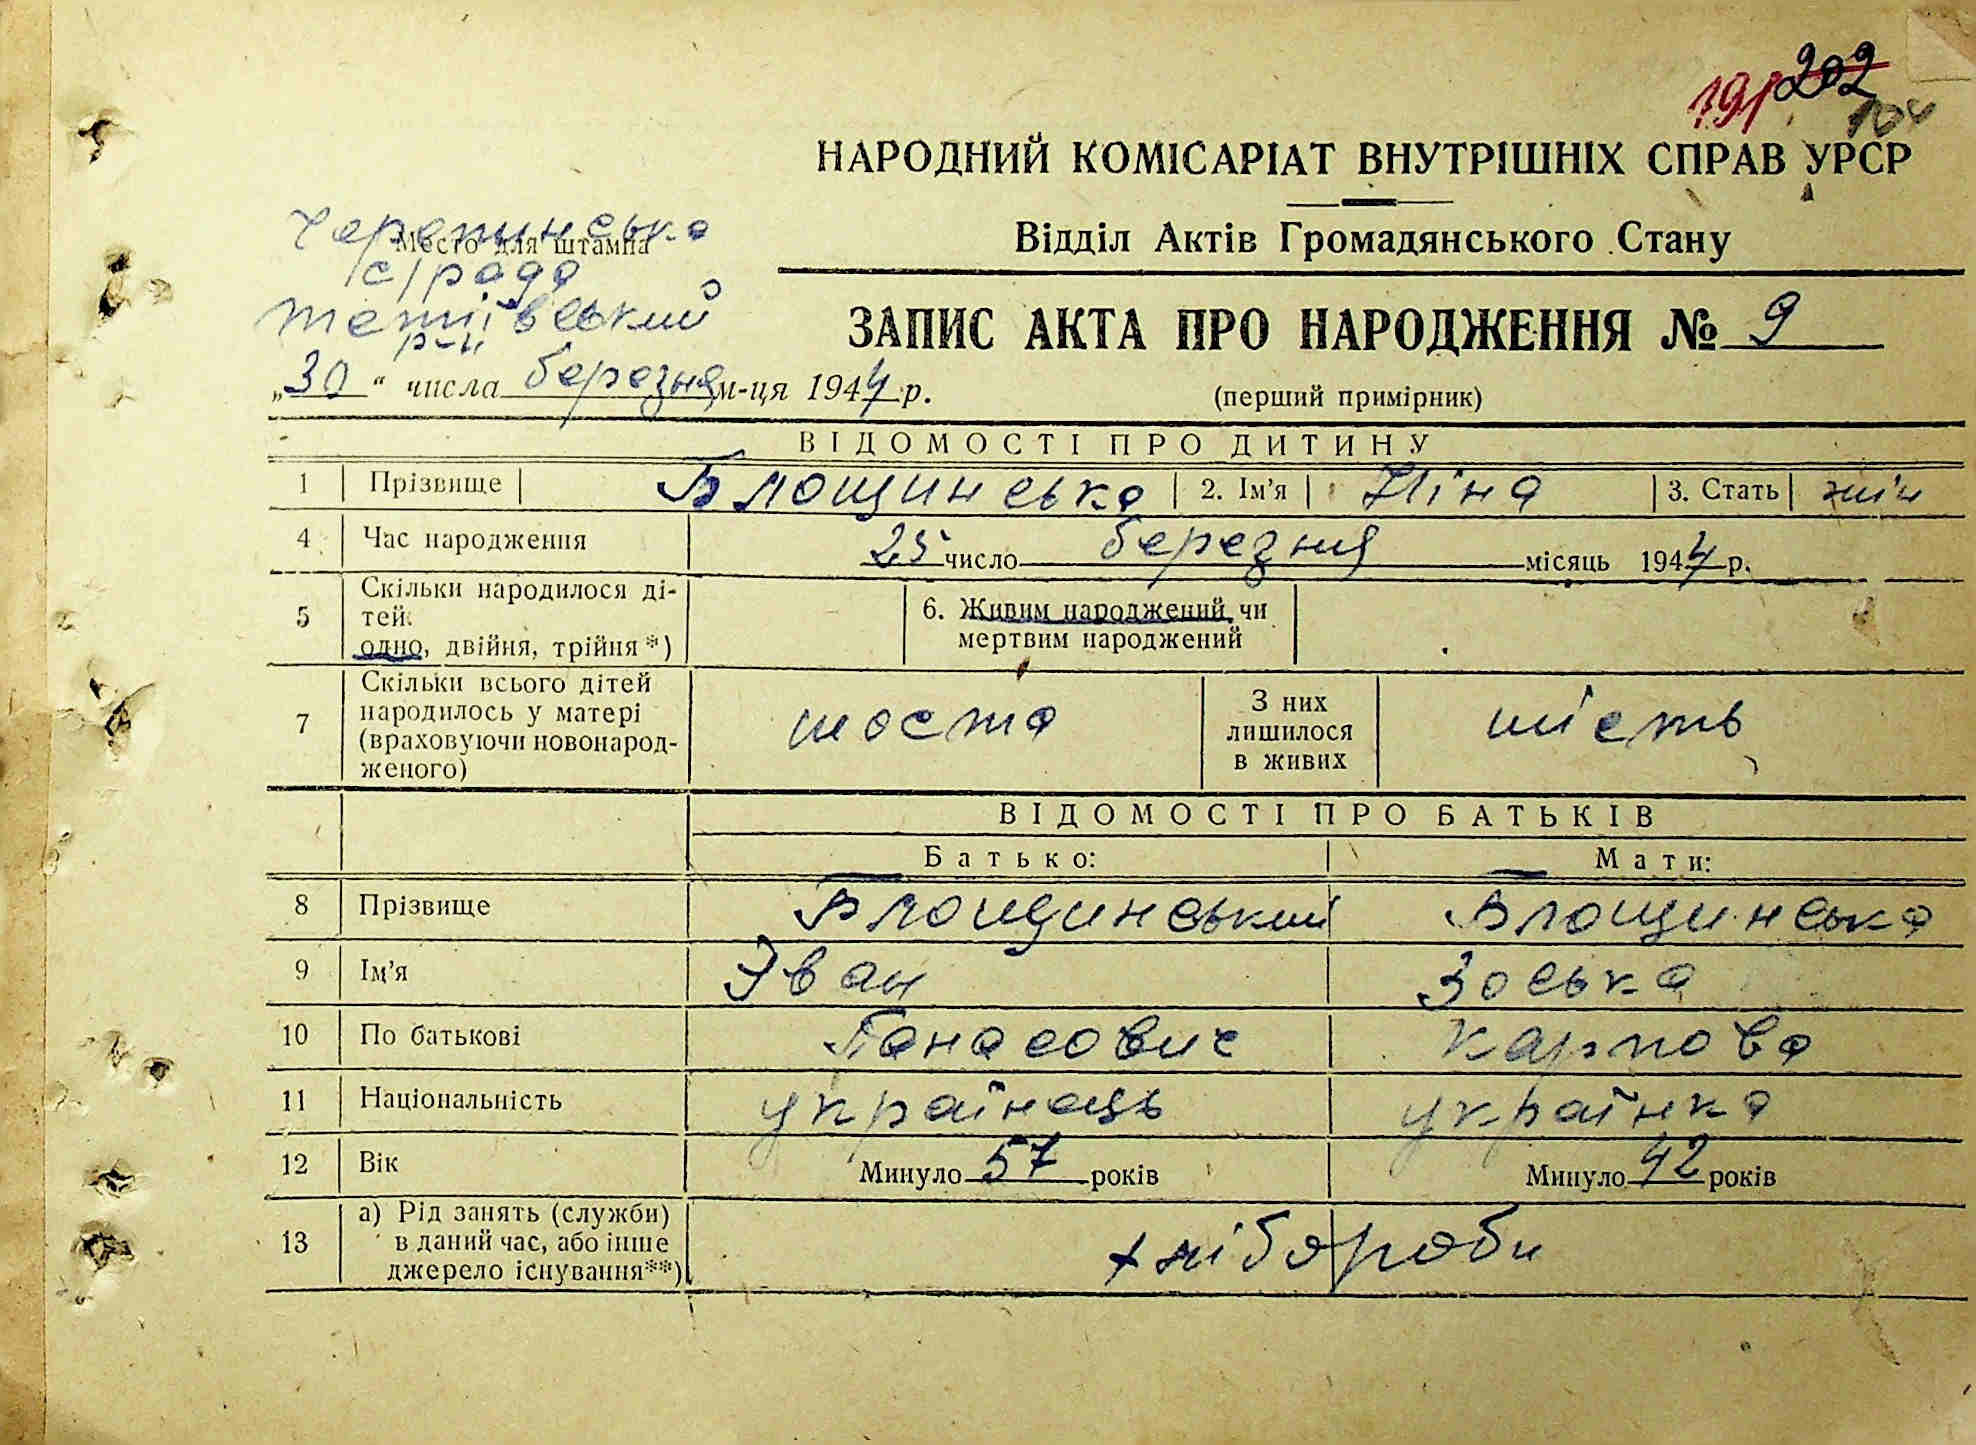 191 202
НАРОДНИЙ КОМІСАРІАТ ВНУТРІШНІХ СПРАВ УРСР
Відділ Актів Громадянського Стану
Черепинська
Место для штампа
с/рада
тетіївський
р-н
ЗАПИС АКТА ПРО НАРОДЖЕННЯ № 9
„30“ числа березня м-ця 1944 р.
(перший примірник)
ВІДОМОСТІ ПРО ДИТИНУ
1 Прізвище Блощинська 2. Ім'я Ніна 3. Стать жін
4 Час народження 25 число березня місяць 1944 р.
5 Скільки народилося ді-
тей:
одно, двійня, трійня*)
6. Живим народжений чи
мертвим народжений
7 Скільки всього дітей
народилось у матері
(враховуючи новонарод-
женого)
шоста
З них
лишилося
в живих
шість
ВІДОМОСТІ ПРО БАТЬКІВ
Батько: Мати:
8 Прізвище Блощинський Блощинська
9 Ім'я Іван Зоська
10 По батькові Панасович Карпова
11 Національність українець українка
12 Вік Минуло 57 років Минуло 42 років
13 а) Рід занять (служби)
в даний час, або інше
джерело існування**)
хлібороби